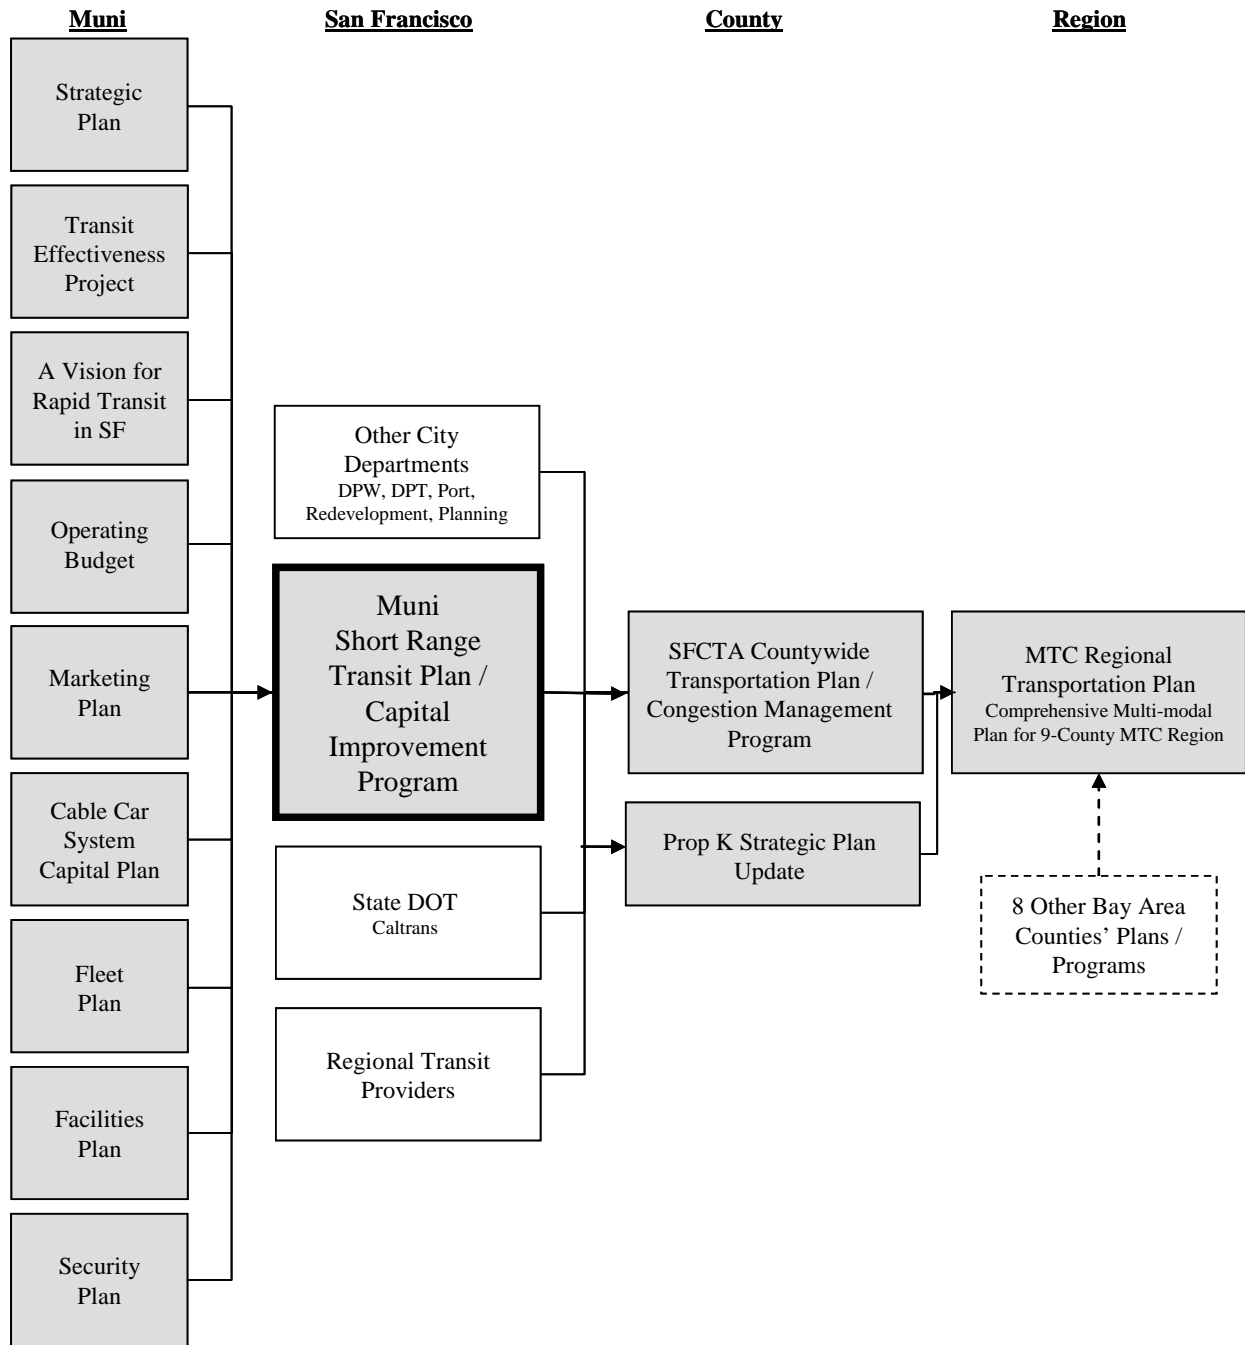 Muni
San Francisco
County
Region
Strategic
Plan
Transit
Effectiveness
Project
A Vision for
Rapid Transit
in SF
Operating
Budget
Marketing
Plan
Cable Car
System
Capital Plan
Fleet
Plan
Facilities
Plan
Security
Plan
Other City
Departments
DPW, DPT, Port,
Redevelopment, Planning
Muni
Short Range
Transit Plan /
Capital
Improvement
Program
State DOT
Caltrans
Regional Transit
Providers
SFCTA Countywide
Transportation Plan /
Congestion Management
Program
Prop K Strategic Plan
Update
MTC Regional
Transportation Plan
Comprehensive Multi-modal
Plan for 9-County MTC Region
8 Other Bay Area
Counties’ Plans /
Programs